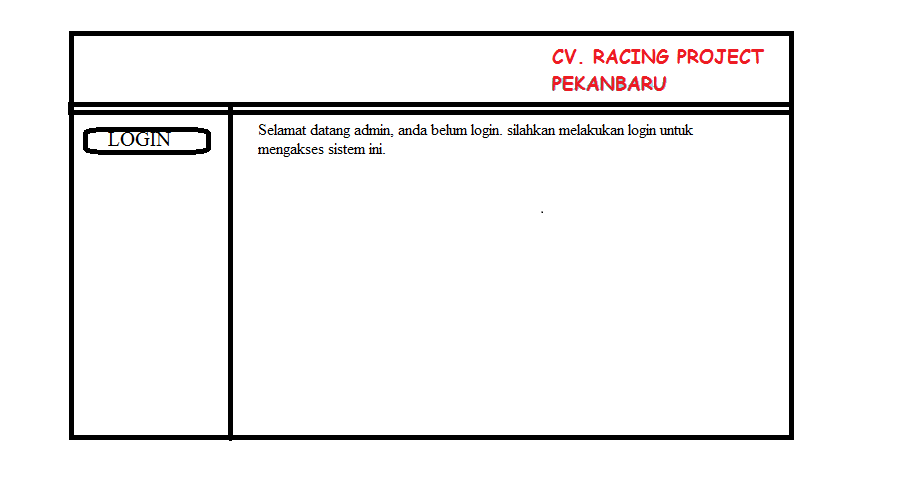 CV. RACING PROJECT
PEKANBARU
LOGIN
Selamat datang admin, anda belum login. silahkan melakukan login untuk
mengakses sistem ini.
.